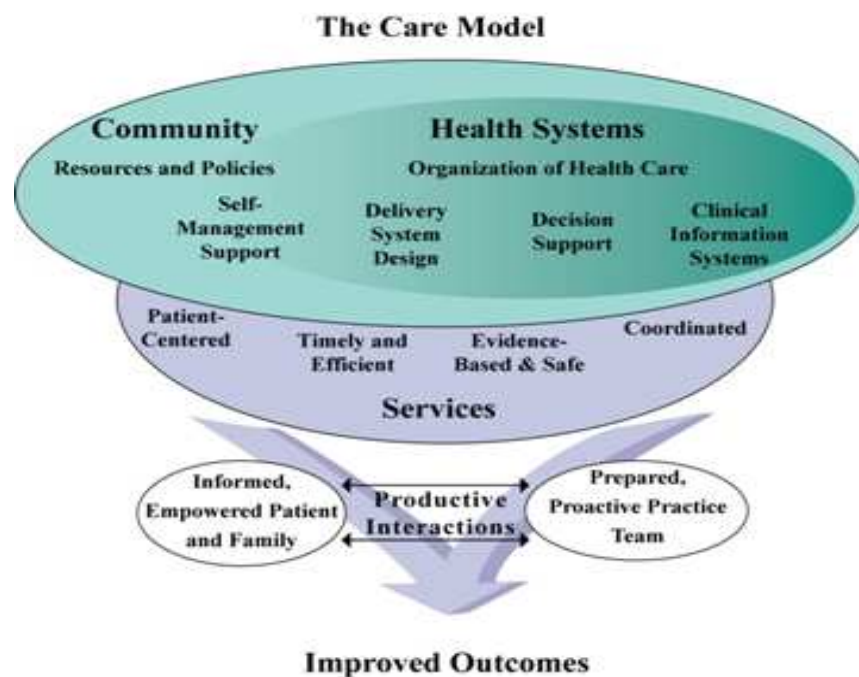 The Care Model
Community
Health Systems
Resources and Policies
Organization of Health Care
Self-
Management
Support
Delivery
System
Design
Decision
Support
Clinical
Information
Systems
Patient-
Centered
Timely and
Efficient
Evidence-
Based & Safe
Coordinated
Services
Informed,
Empowered Patient
and Family
Productive
Interactions
Prepared,
Proactive Practice
Team
Improved Outcomes